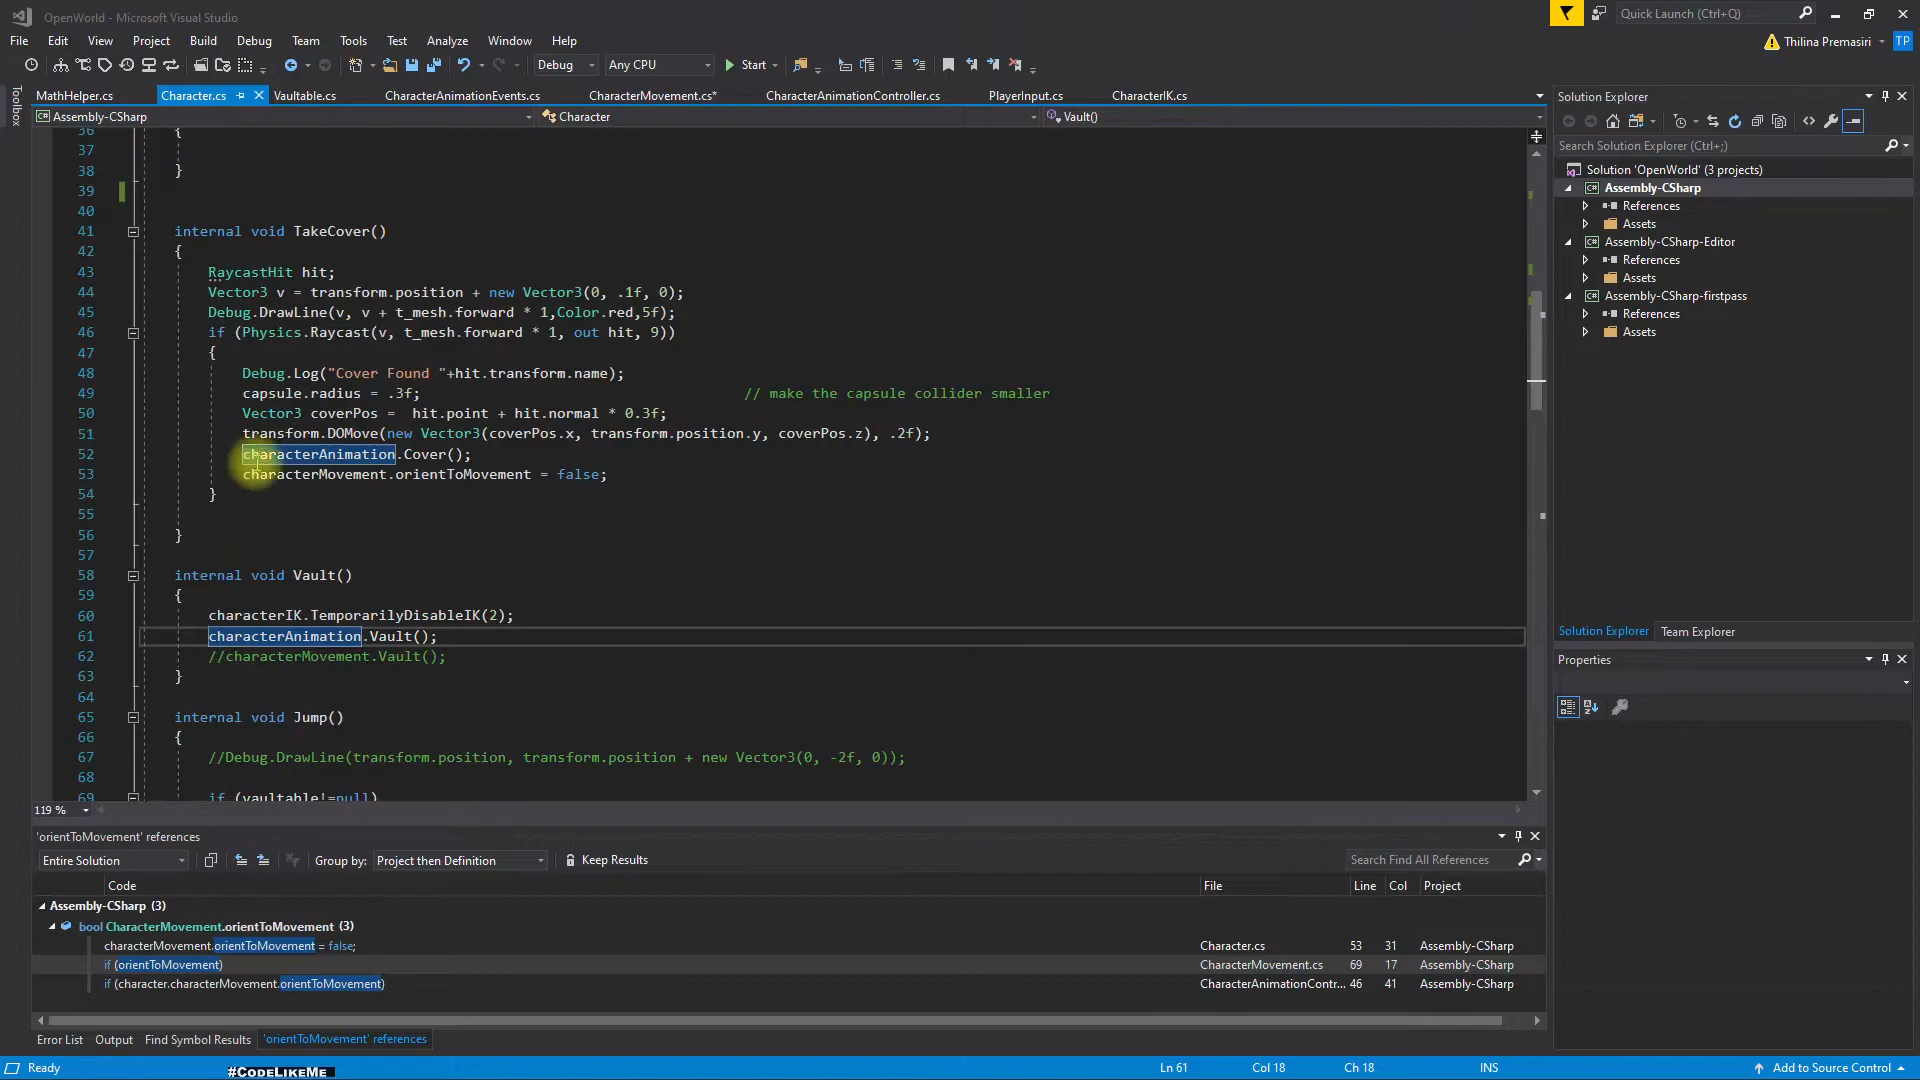 OpenWorld - Microsoft Visual Studio
Quick Launch (Ctrl+Q)
File Edit View Project Build Debug Team Tools Test Analyze Window Help
Thilina Premasiri TP
Debug Any CPU Start
Toolbox
MathHelper.cs Character.cs Vaultable.cs CharacterAnimationEvents.cs CharacterMovement.cs* CharacterAnimationController.cs PlayerInput.cs CharacterIK.cs
Assembly-CSharp Character Vault()
36 {
37
38 }
39
40
41 internal void TakeCover()
42 {
43 RaycastHit hit;
44 Vector3 v = transform.position + new Vector3(0, .1f, 0);
45 Debug.DrawLine(v, v + t_mesh.forward * 1,Color.red,5f);
46 if (Physics.Raycast(v, t_mesh.forward * 1, out hit, 9))
47 {
48 Debug.Log("Cover Found "+hit.transform.name);
49 capsule.radius = .3f; // make the capsule collider smaller
50 Vector3 coverPos = hit.point + hit.normal * 0.3f;
51 transform.DOMove(new Vector3(coverPos.x, transform.position.y, coverPos.z), .2f);
52 characterAnimation.Cover();
53 characterMovement.orientToMovement = false;
54 }
55
56 }
57
58 internal void Vault()
59 {
60 characterIK.TemporarilyDisableIK(2);
61 characterAnimation.Vault();
62 //characterMovement.Vault();
63 }
64
65 internal void Jump()
66 {
67 //Debug.DrawLine(transform.position, transform.position + new Vector3(0, -2f, 0));
68
69 if (vaultable!=null)
119 %
'orientToMovement' references
Entire Solution Group by: Project then Definition Keep Results Search Find All References
Code File Line Col Project
Assembly-CSharp (3)
bool CharacterMovement.orientToMovement (3)
characterMovement.orientToMovement = false; Character.cs 53 31 Assembly-CSharp
if (orientToMovement) CharacterMovement.cs 69 17 Assembly-CSharp
if (character.characterMovement.orientToMovement) CharacterAnimationContr... 46 41 Assembly-CSharp
Error List Output Find Symbol Results 'orientToMovement' references
Solution Explorer
Search Solution Explorer (Ctrl+;)
Solution 'OpenWorld' (3 projects)
Assembly-CSharp
References
Assets
Assembly-CSharp-Editor
References
Assets
Assembly-CSharp-firstpass
References
Assets
Solution Explorer Team Explorer
Properties
Ready #CodeLikeMe Ln 61 Col 18 Ch 18 INS Add to Source Control